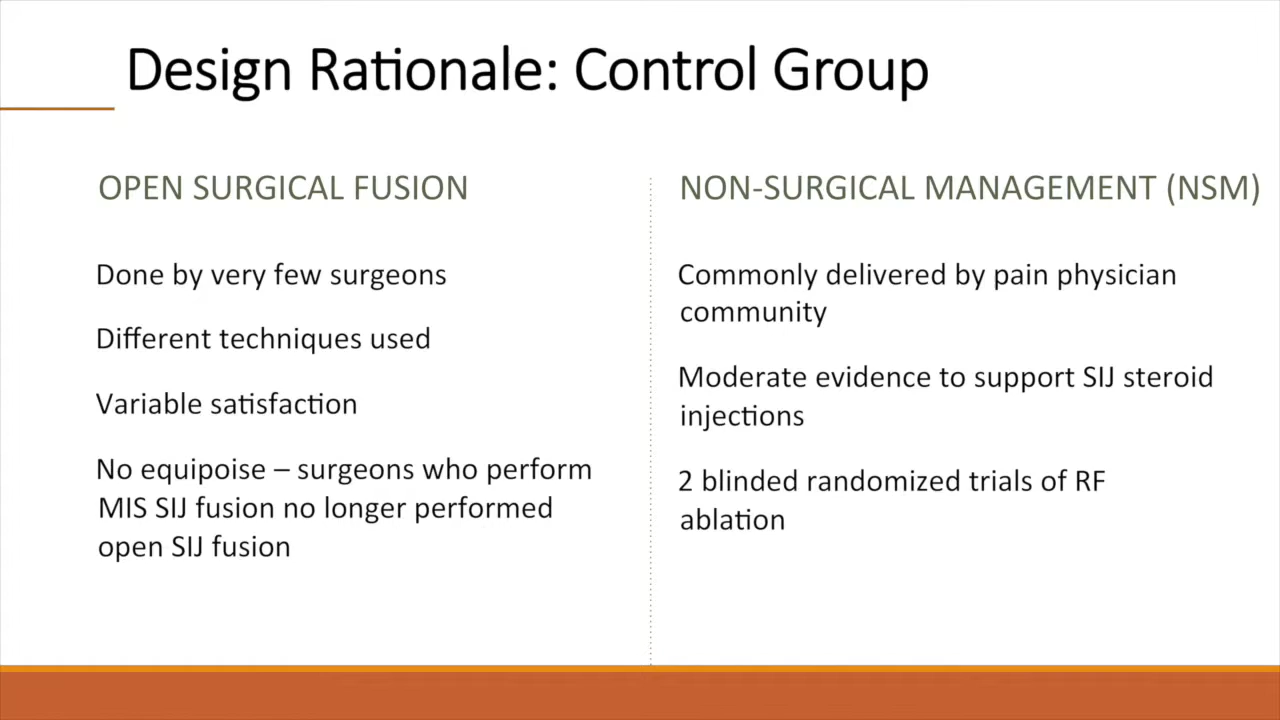 Design Rationale: Control Group
OPEN SURGICAL FUSION
Done by very few surgeons
Different techniques used
Variable satisfaction
No equipoise – surgeons who perform
MIS SIJ fusion no longer performed
open SIJ fusion
NON-SURGICAL MANAGEMENT (NSM)
Commonly delivered by pain physician
community
Moderate evidence to support SIJ steroid
injections
2 blinded randomized trials of RF
ablation